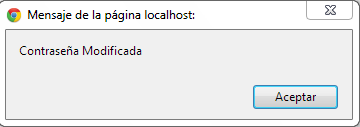 Mensaje de la página localhost:
Contraseña Modificada
Aceptar